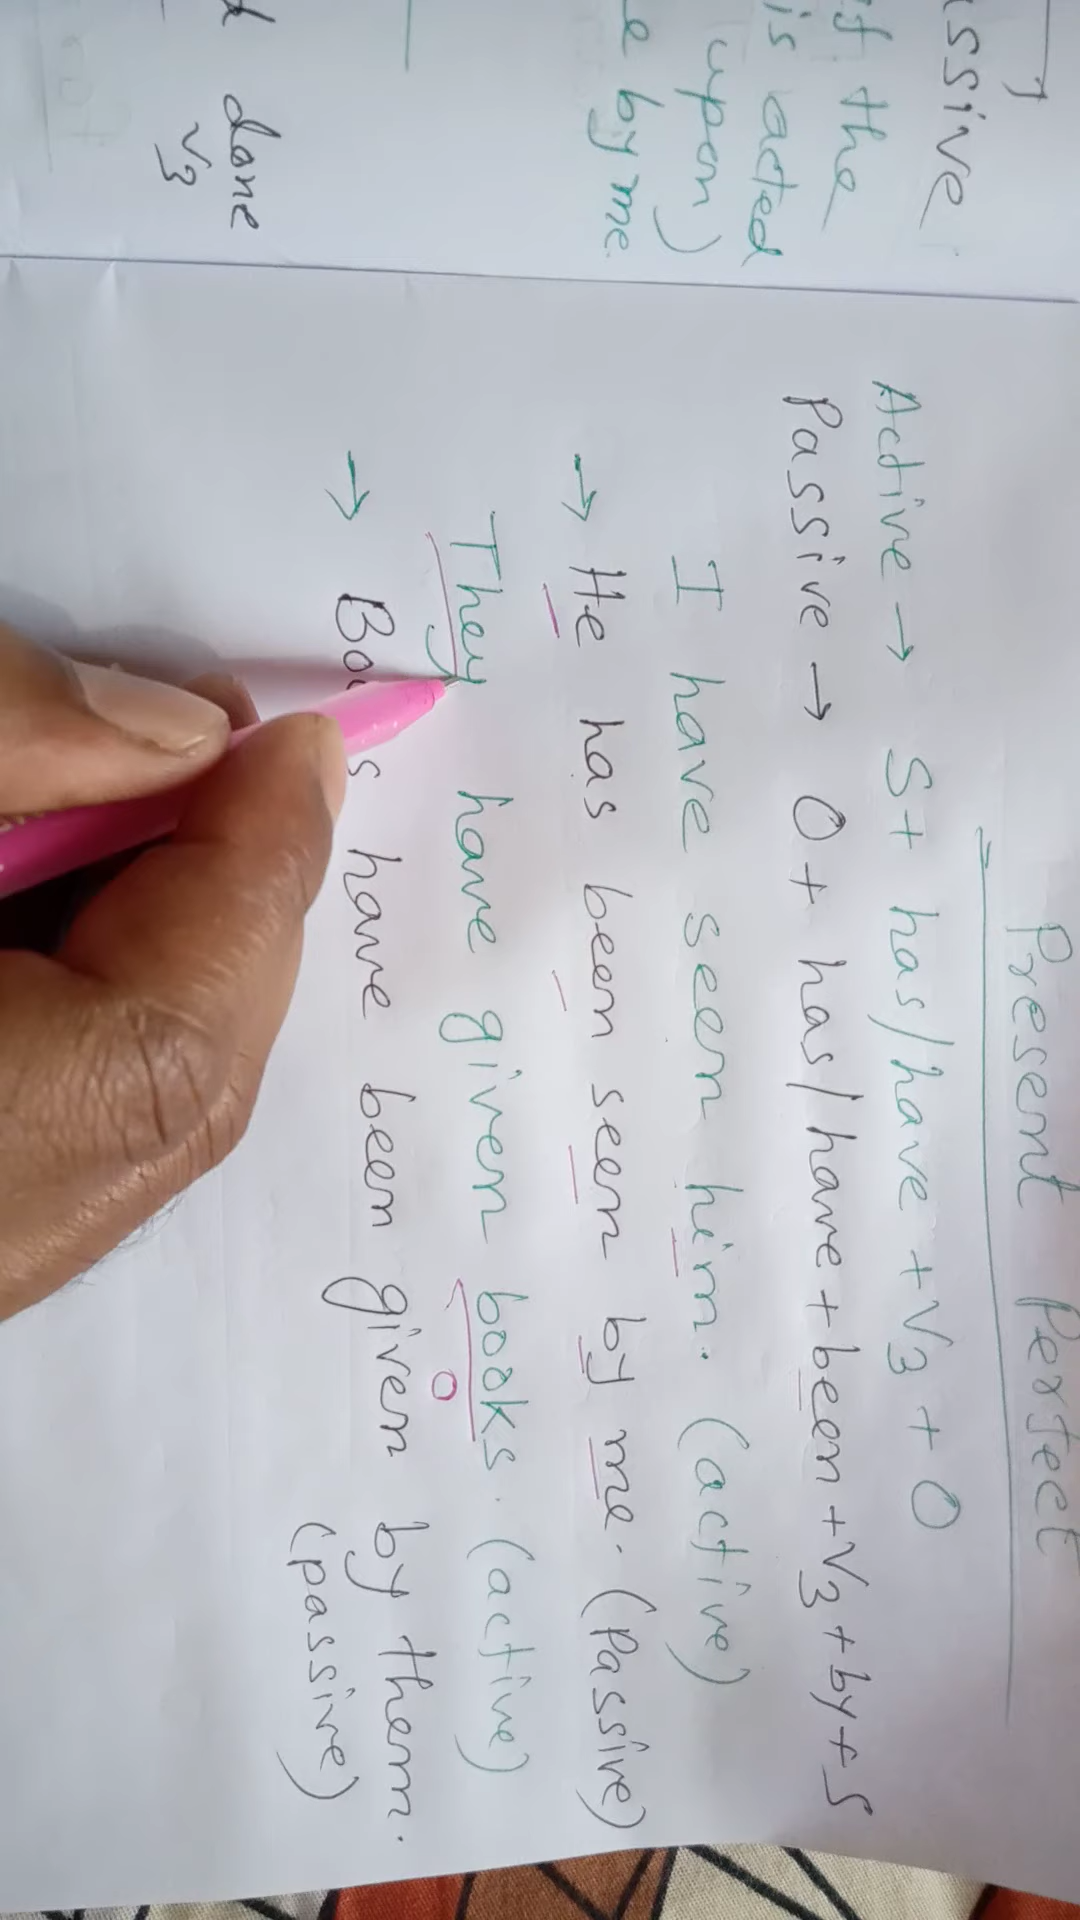 ssive
if the
is acted
upon)
e by me.
done
V3
Present Perfect
Active → S+ has/have + V3 + O
Passive → O + has/have + been + V3 + by + S
I have seen him. (active)
→ He has been seen by me. (Passive)
They have given books. (active)
O
→ Bo s have been given by them.
(passive)